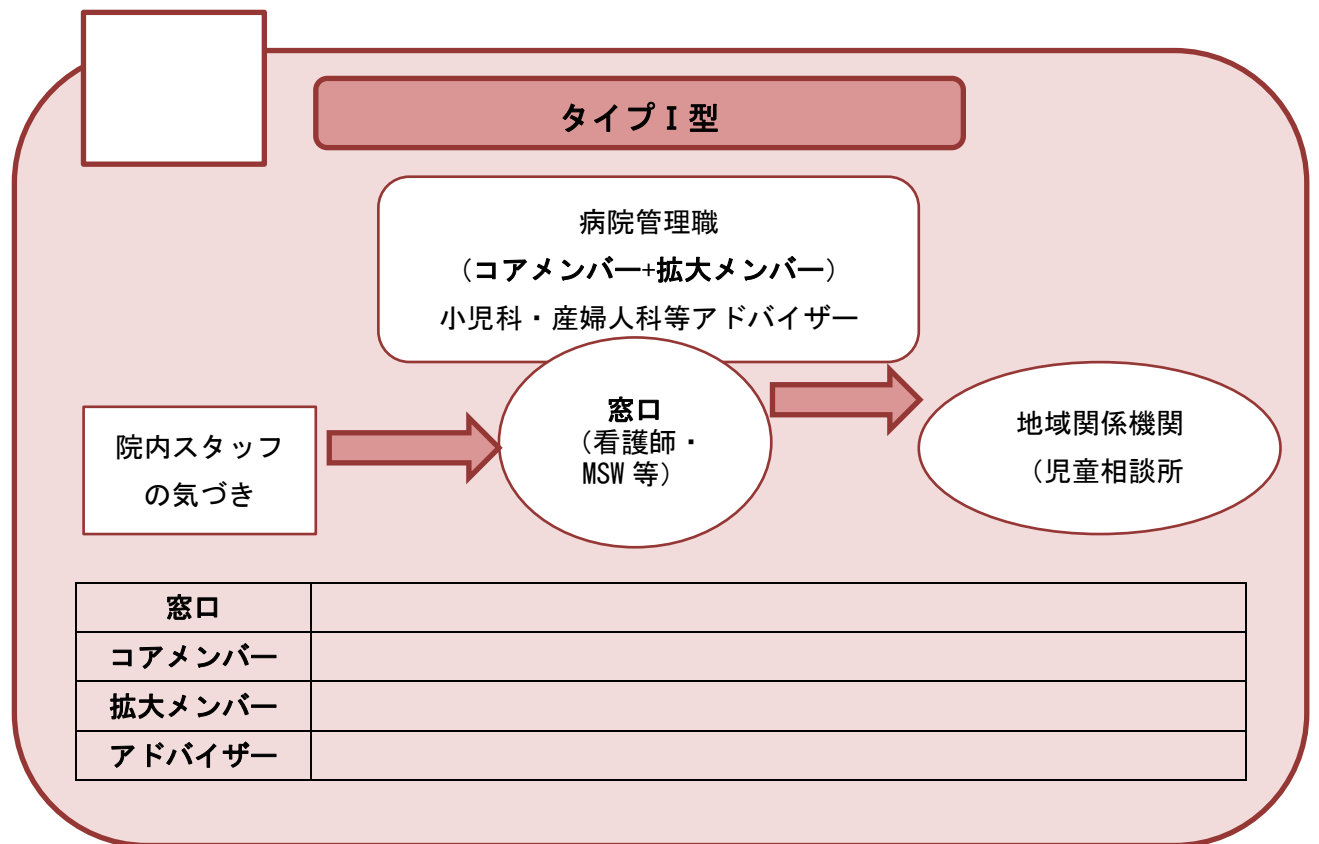 タイプⅠ型
病院管理職
（コアメンバー+拡大メンバー）
小児科・産婦人科等アドバイザー
院内スタッフ
の気づき
窓口
（看護師・
MSW 等）
地域関係機関
（児童相談所
窓口
コアメンバー
拡大メンバー
アドバイザー